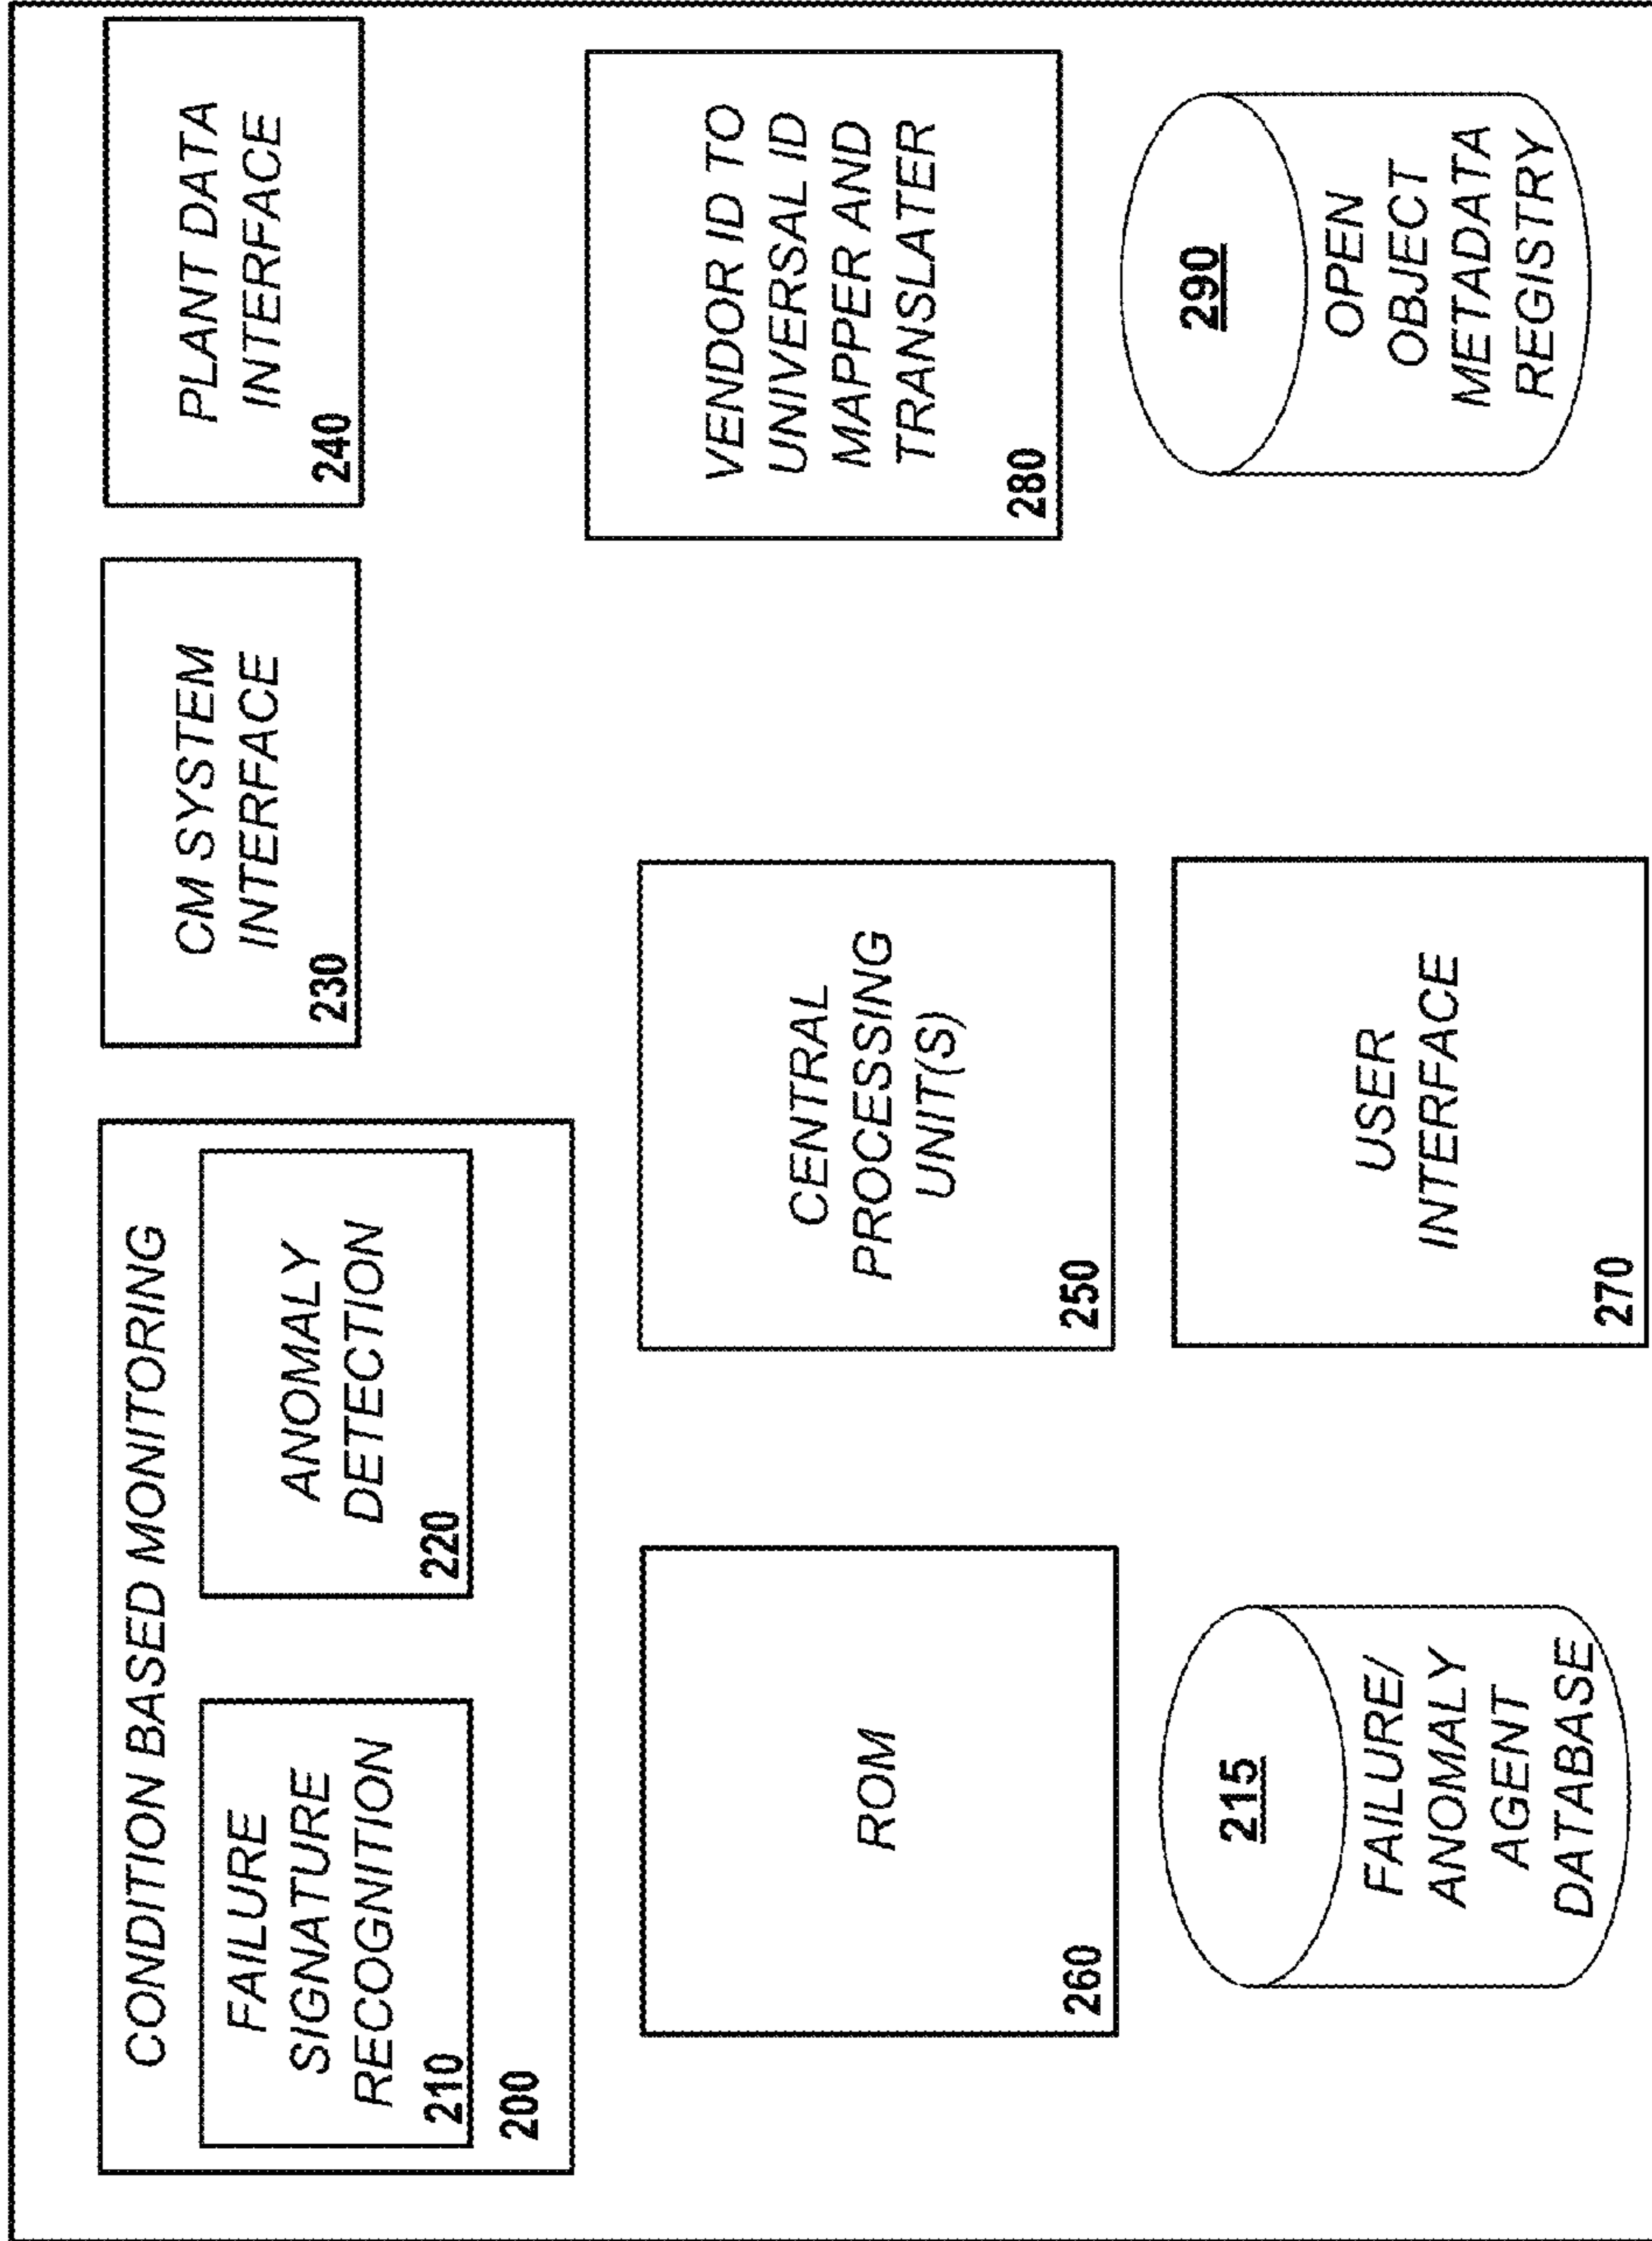 CONDITION BASED MONITORING
FAILURE
SIGNATURE
RECOGNITION
210
ANOMALY
DETECTION
220
200
CM SYSTEM
INTERFACE
230
PLANT DATA
INTERFACE
240
ROM
260
CENTRAL
PROCESSING
UNIT(S)
250
VENDOR ID TO
UNIVERSAL ID
MAPPER AND
TRANSLATER
280
215
FAILURE/
ANOMALY
AGENT
DATABASE
USER
INTERFACE
270
290
OPEN
OBJECT
METADATA
REGISTRY